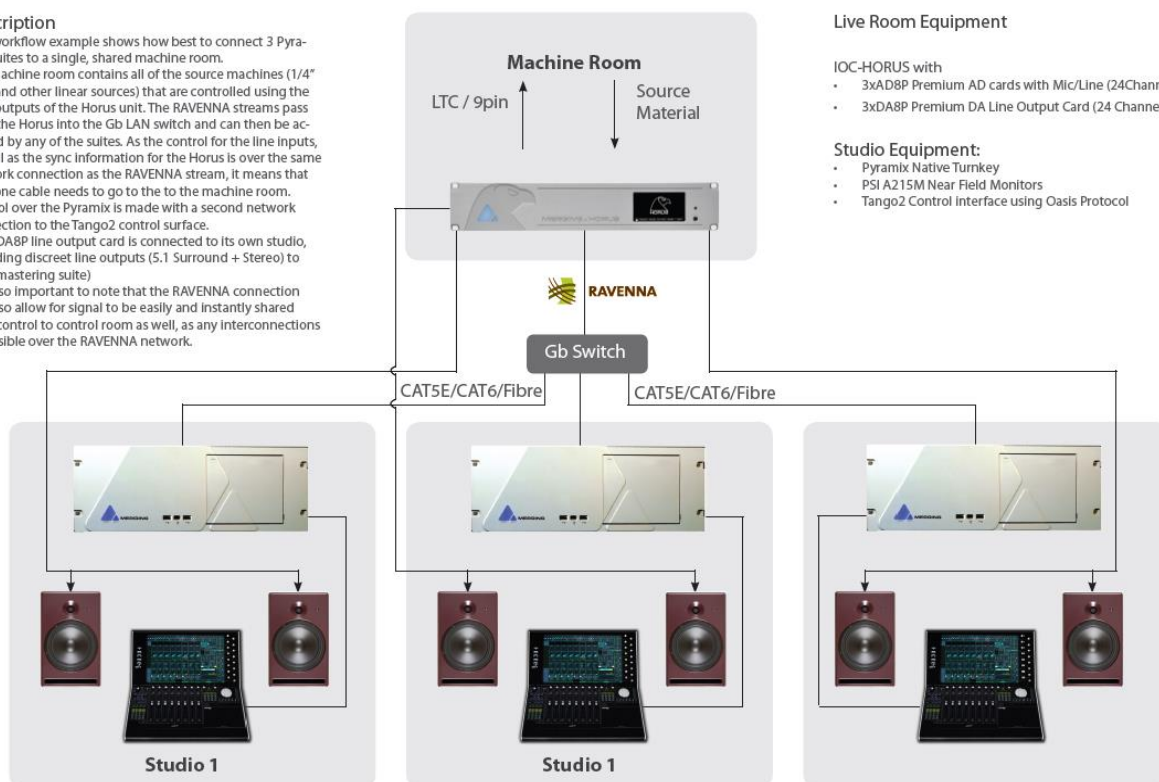 cription
workflow example shows how best to connect 3 Pyra-
uites to a single, shared machine room.
achine room contains all of the source machines (1/4"
and other linear sources) that are controlled using the
outputs of the Horus unit. The RAVENNA streams pass
the Horus into the Gb LAN switch and can then be ac-
d by any of the suites. As the control for the line inputs,
l as the sync information for the Horus is over the same
ork connection as the RAVENNA stream, it means that
one cable needs to go to the to the machine room.
ol over the Pyramix is made with a second network
ection to the Tango2 control surface.
DA8P line output card is connected to its own studio,
ding discreet line outputs (5.1 Surround + Stereo) to
mastering suite)
so important to note that the RAVENNA connection
so allow for signal to be easily and instantly shared
control to control room as well, as any interconnections
sible over the RAVENNA network.
Machine Room
LTC / 9pin
Source
Material
MERGING HORUS
HORUS
RAVENNA
Gb Switch
CAT5E/CAT6/Fibre
CAT5E/CAT6/Fibre
Live Room Equipment
IOC-HORUS with
• 3xAD8P Premium AD cards with Mic/Line (24Chann
• 3xDA8P Premium DA Line Output Card (24 Channe
Studio Equipment:
• Pyramix Native Turnkey
• PSI A215M Near Field Monitors
• Tango2 Control interface using Oasis Protocol
MERGING
MERGING
MERGING
Studio 1
Studio 1